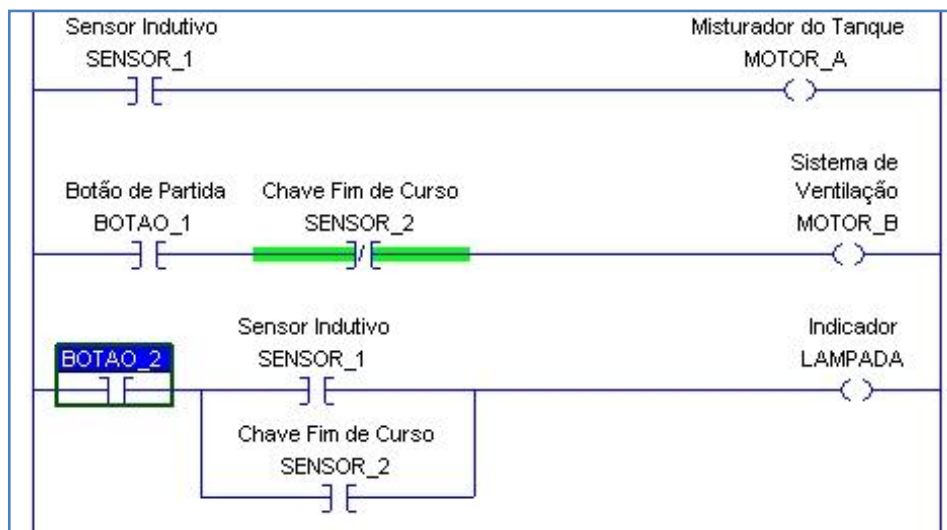 Sensor Indutivo
SENSOR_1
Misturador do Tanque
MOTOR_A
Botão de Partida
BOTAO_1
Chave Fim de Curso
SENSOR_2
Sistema de
Ventilação
MOTOR_B
BOTAO_2
Sensor Indutivo
SENSOR_1
Indicador
LAMPADA
Chave Fim de Curso
SENSOR_2